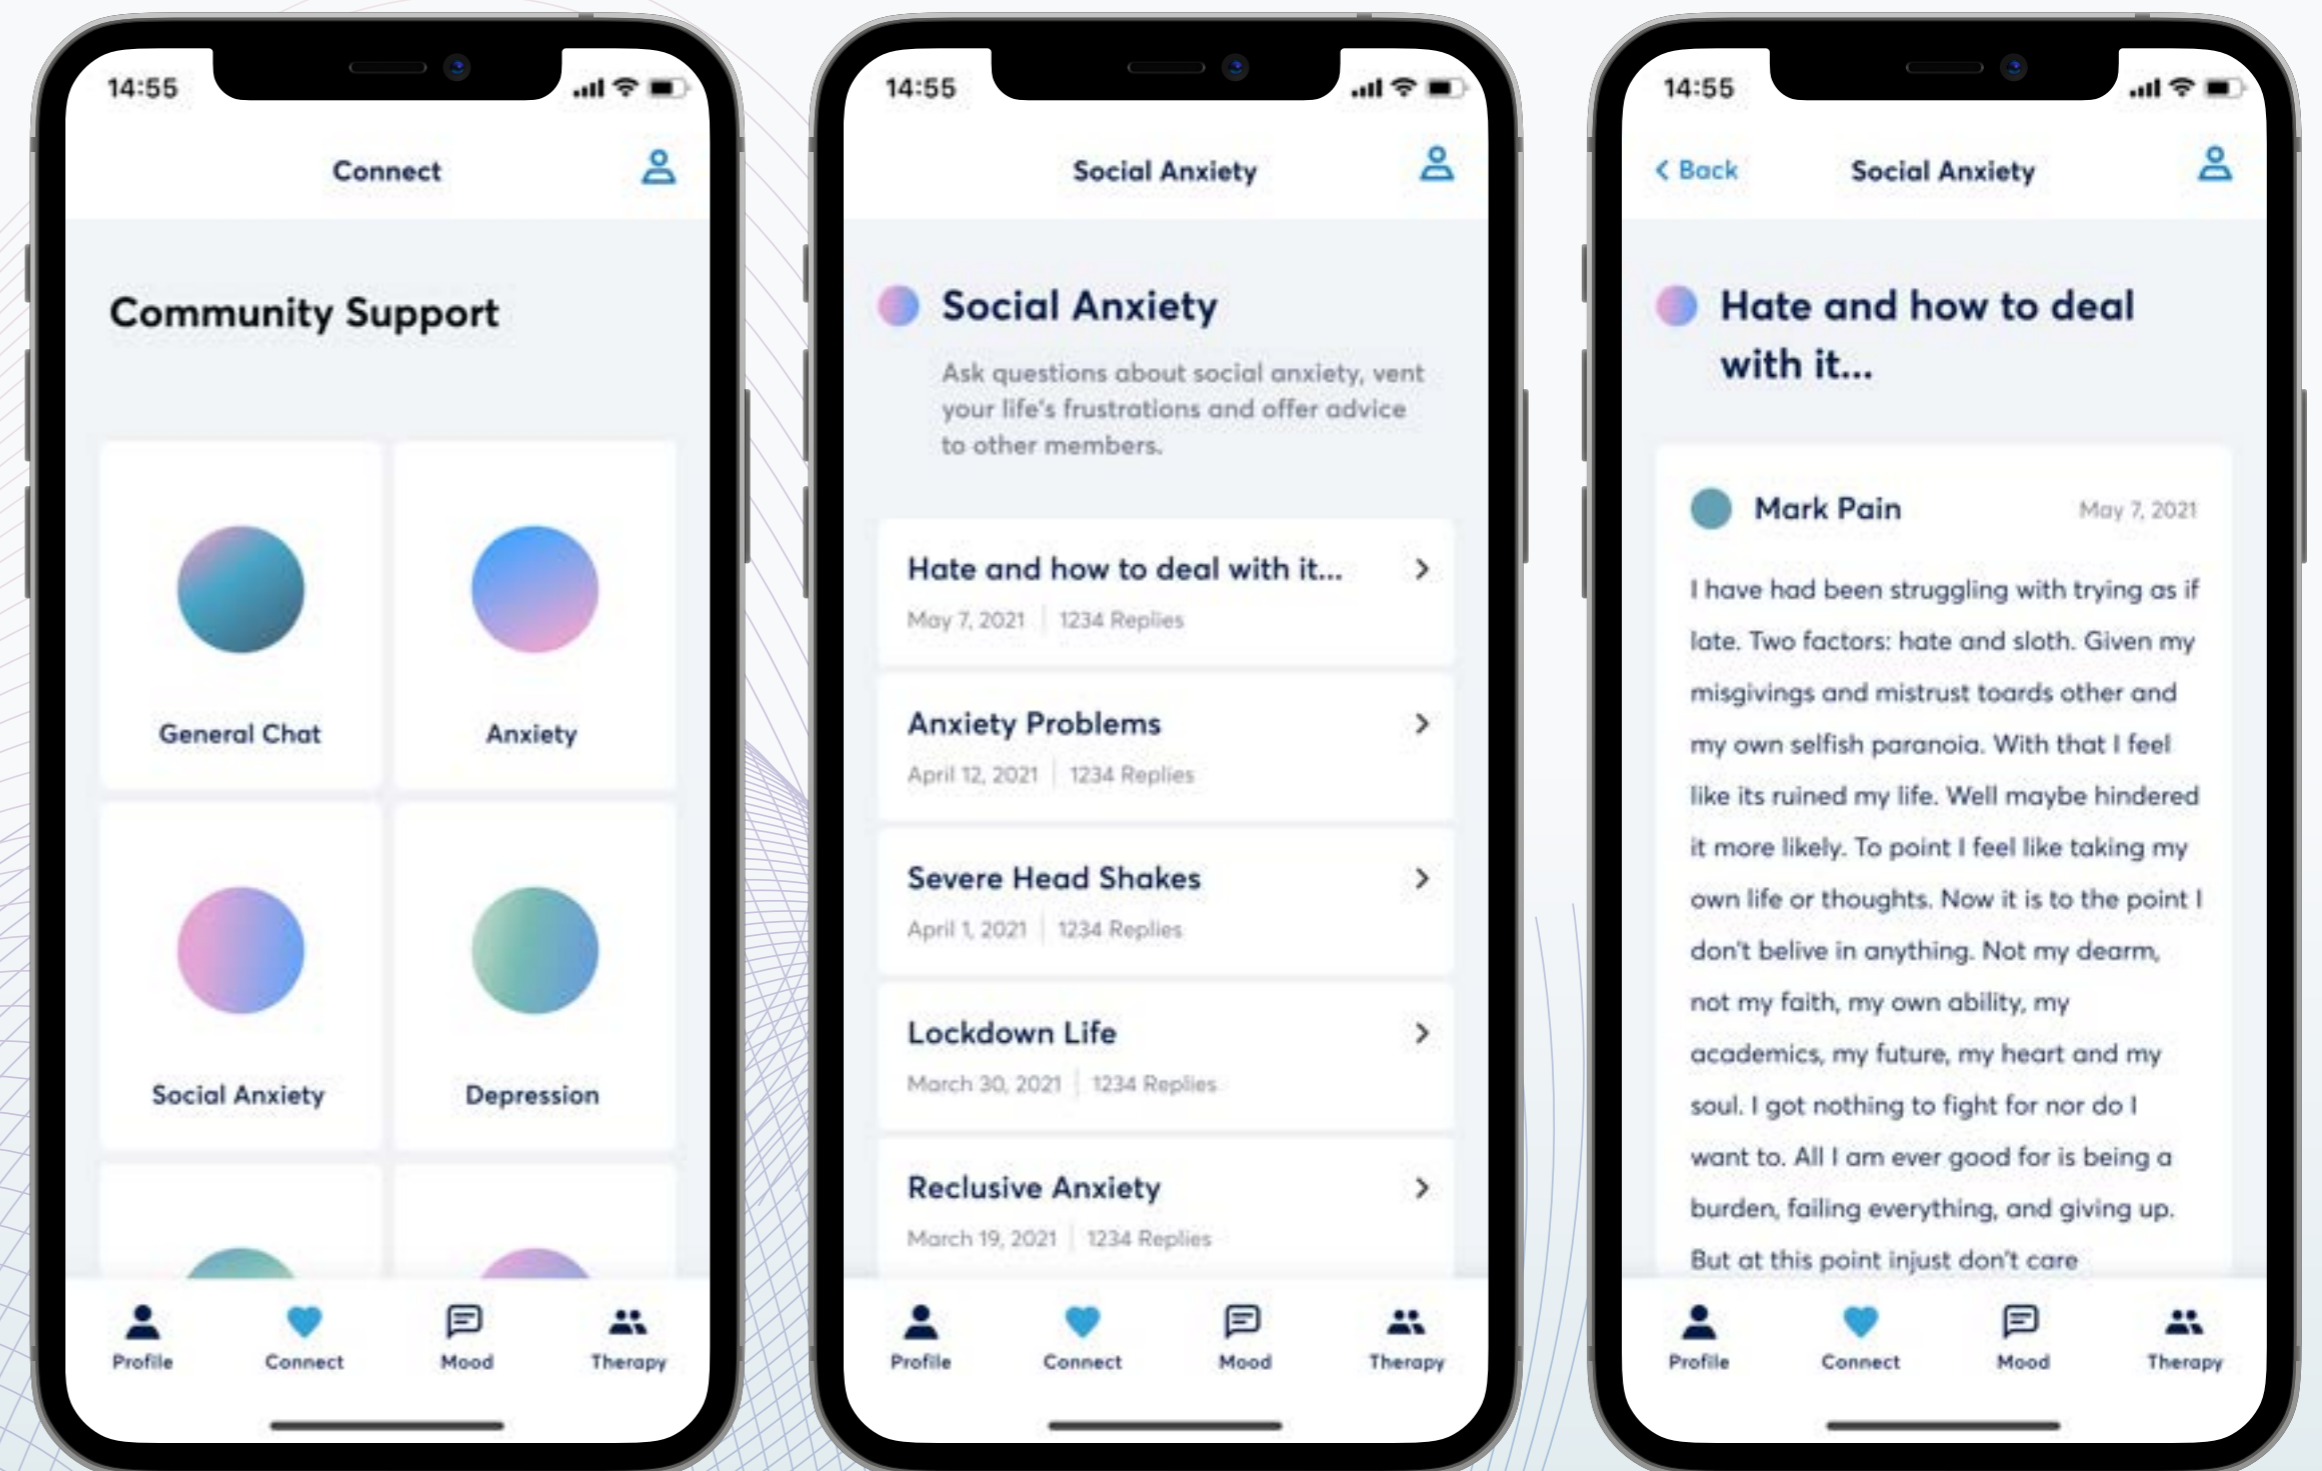 14:55
Connect
Community Support
General Chat
Anxiety
Social Anxiety
Depression
Profile
Connect
Mood
Therapy
14:55
Social Anxiety
Social Anxiety
Ask questions about social anxiety, vent
your life's frustrations and offer advice
to other members.
Hate and how to deal with it...
May 7, 2021 | 1234 Replies
Anxiety Problems
April 12, 2021 | 1234 Replies
Severe Head Shakes
April 1, 2021 | 1234 Replies
Lockdown Life
March 30, 2021 | 1234 Replies
Reclusive Anxiety
March 19, 2021 | 1234 Replies
Profile
Connect
Mood
Therapy
14:55
< Back
Social Anxiety
Hate and how to deal
with it...
Mark Pain
May 7, 2021
I have had been struggling with trying as if
late. Two factors: hate and sloth. Given my
misgivings and mistrust toards other and
my own selfish paranoia. With that I feel
like its ruined my life. Well maybe hindered
it more likely. To point I feel like taking my
own life or thoughts. Now it is to the point I
don't belive in anything. Not my dearm,
not my faith, my own ability, my
academics, my future, my heart and my
soul. I got nothing to fight for nor do I
want to. All I am ever good for is being a
burden, failing everything, and giving up.
But at this point injust don't care
Profile
Connect
Mood
Therapy